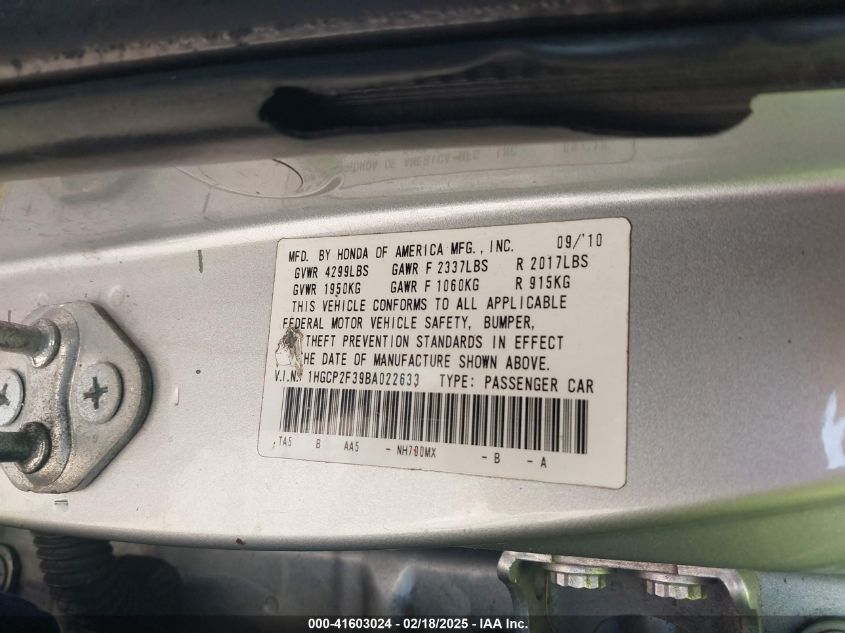 MFD. BY HONDA OF AMERICA MFG., INC. 09/'10
GVWR 4299LBS GAWR F 2337LBS R 2017LBS
GVWR 1950KG GAWR F 1060KG R 915KG
THIS VEHICLE CONFORMS TO ALL APPLICABLE
FEDERAL MOTOR VEHICLE SAFETY, BUMPER,
THEFT PREVENTION STANDARDS IN EFFECT
THE DATE OF MANUFACTURE SHOWN ABOVE.
V.I.N. 1HGCP2F39BA022633 TYPE: PASSENGER CAR
TA5 B AA5 - NH700MX - B - A
000-41603024 — 02/18/2025 — IAA Inc.